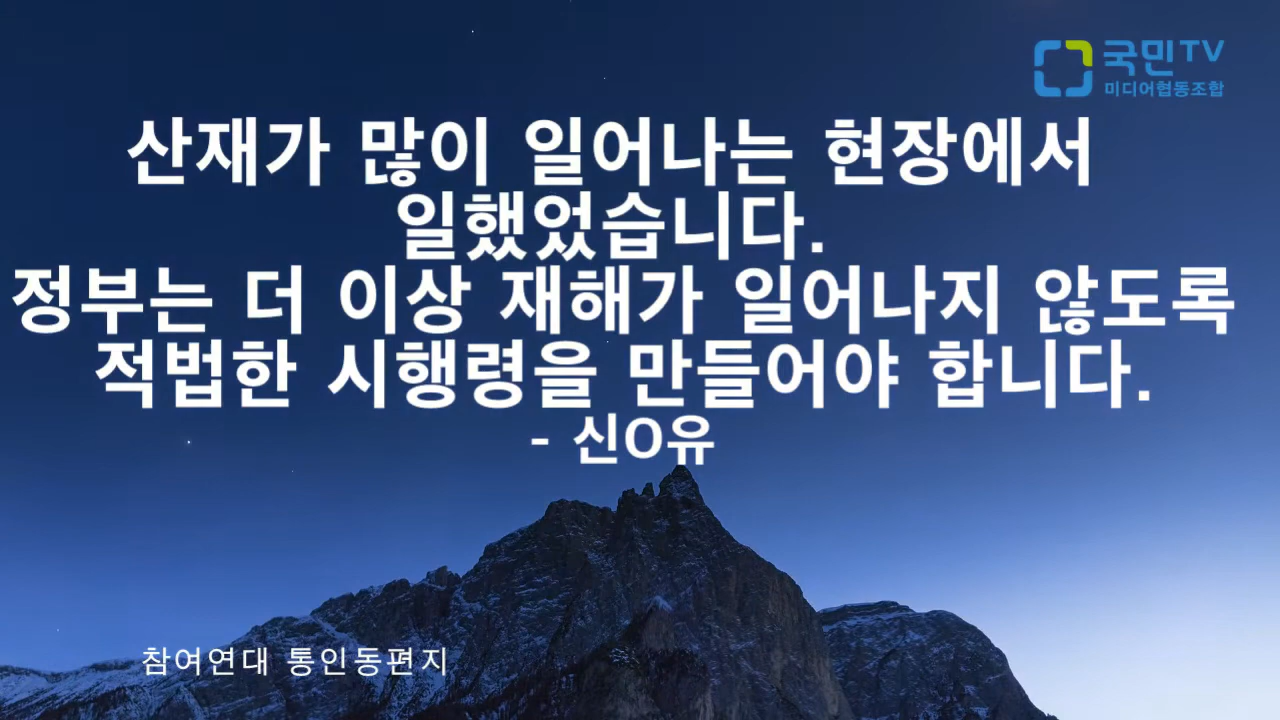 국민TV
미디어협동조합
산재가 많이 일어나는 현장에서
일했었습니다.
정부는 더 이상 재해가 일어나지 않도록
적법한 시행령을 만들어야 합니다.
- 신O유
참여연대 통인동편지